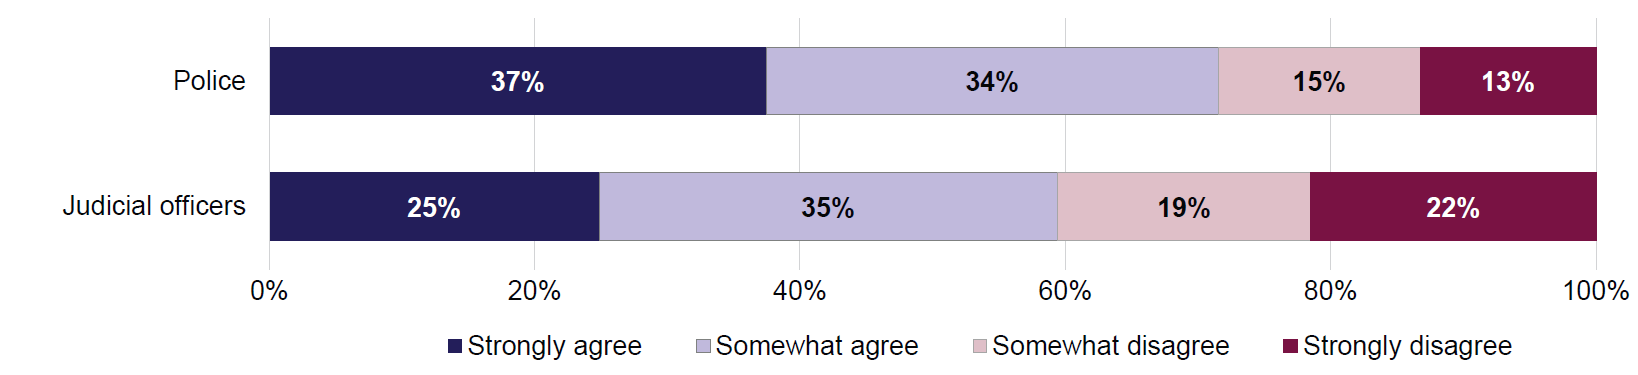 Police 37% 34% 15% 13%
Judicial officers 25% 35% 19% 22%
0% 20% 40% 60% 80% 100%
Strongly agree Somewhat agree Somewhat disagree Strongly disagree